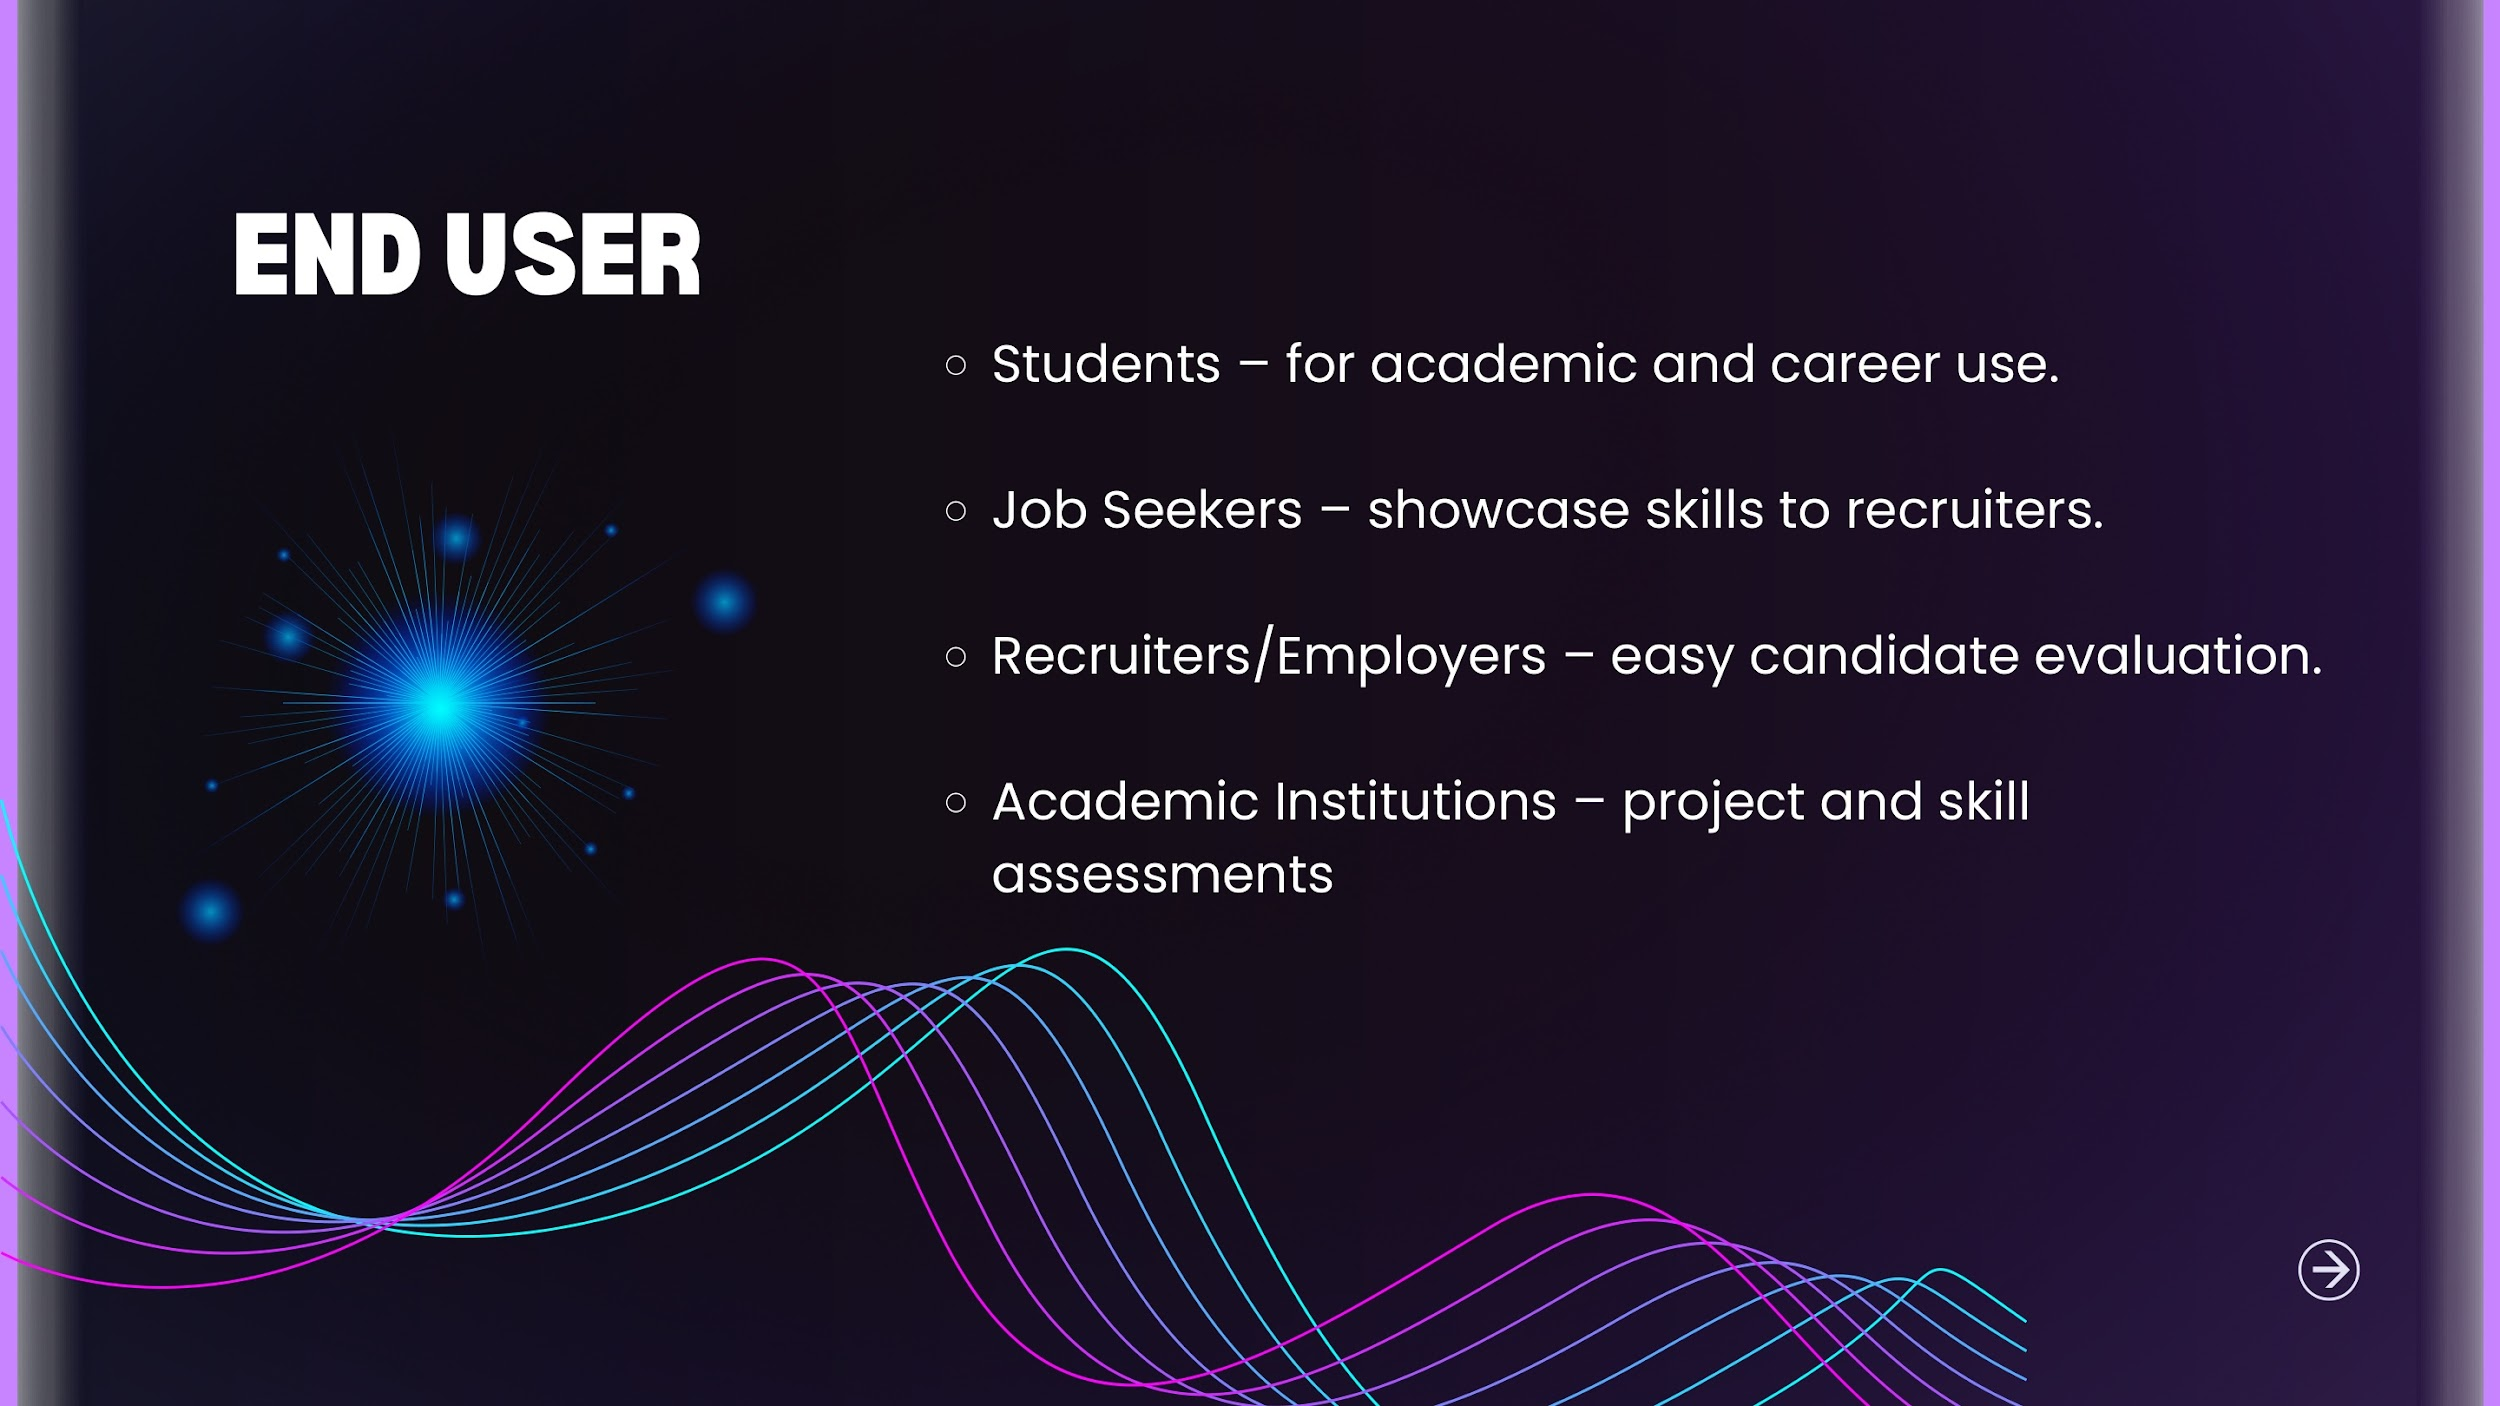 END USER
○ Students – for academic and career use.
○ Job Seekers – showcase skills to recruiters.
○ Recruiters/Employers – easy candidate evaluation.
○ Academic Institutions – project and skill
assessments